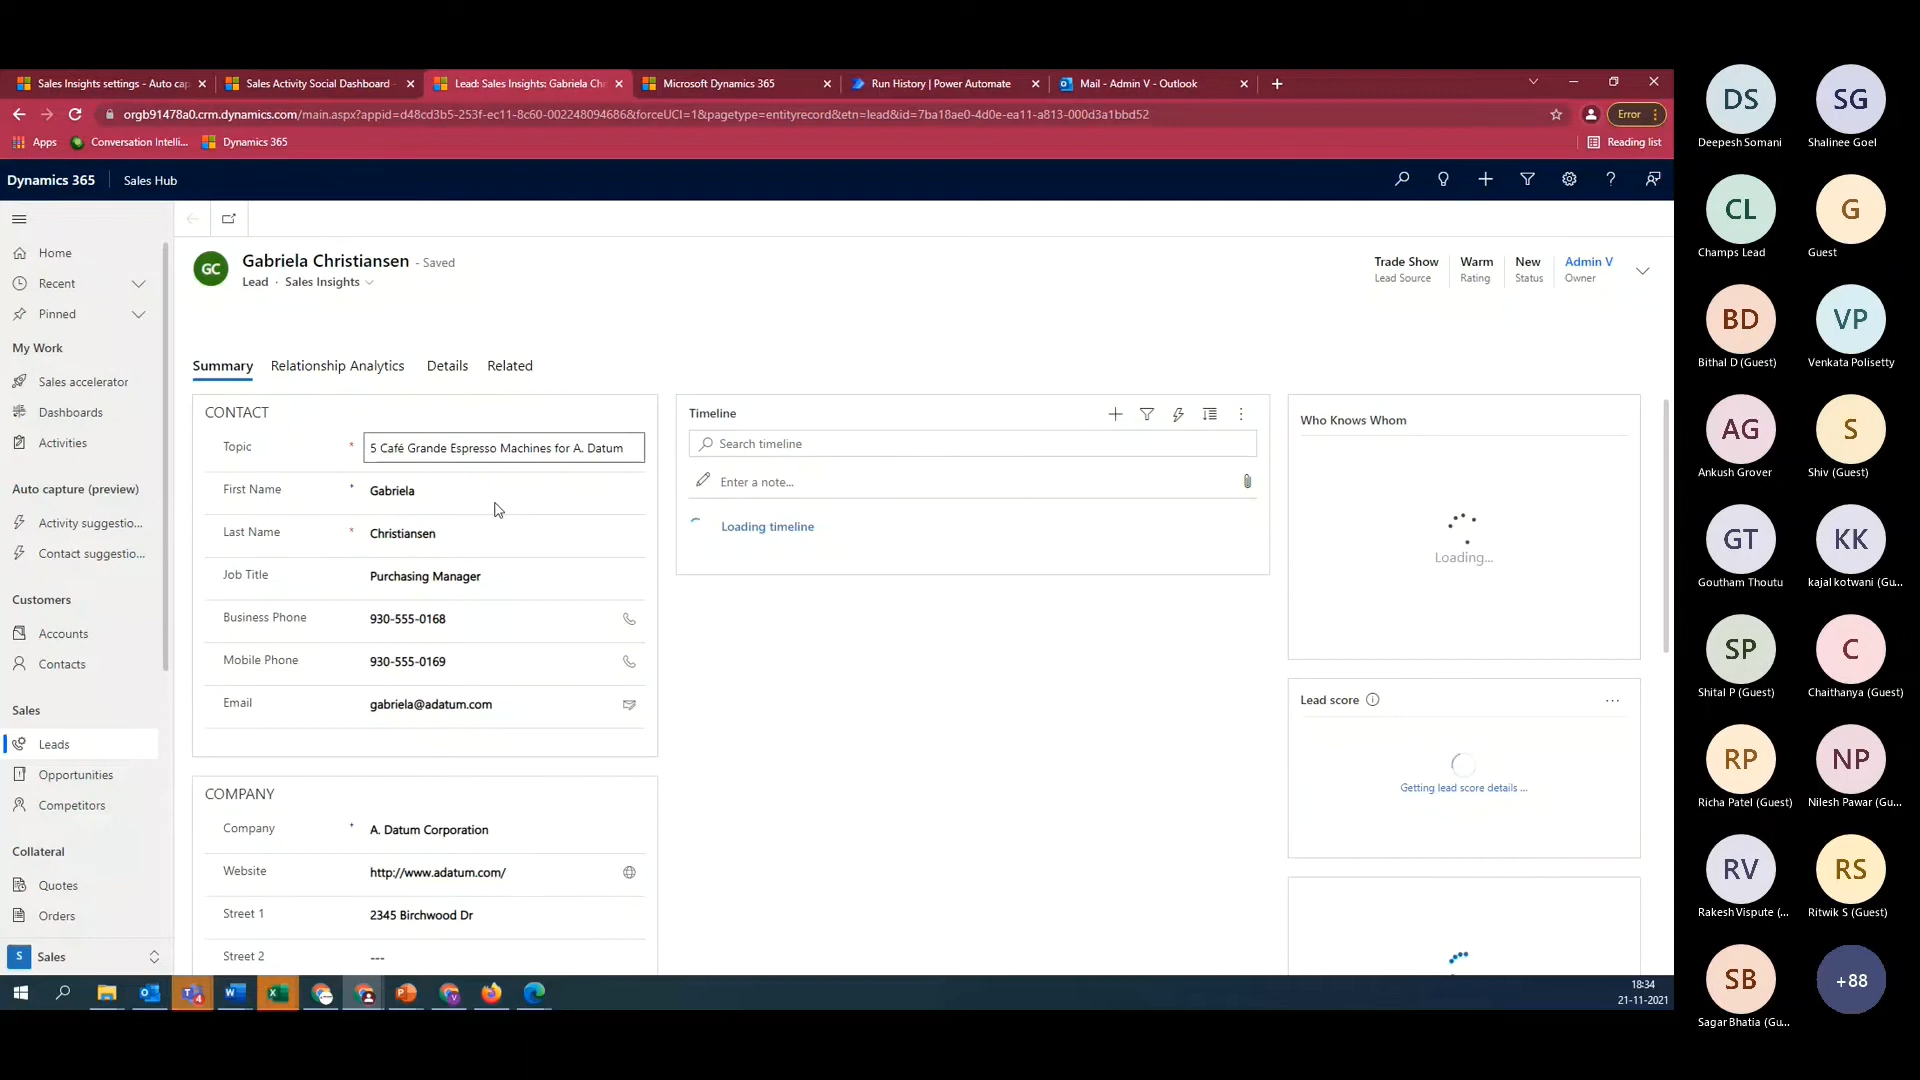 Sales Insights settings - Auto cap
Sales Activity Social Dashboard -
Lead: Sales Insights: Gabriela Chr
Microsoft Dynamics 365
Run History | Power Automate
Mail - Admin V - Outlook
orgb91478a0.crm.dynamics.com/main.aspx?appid=d48cd3b5-253f-ec11-8c60-002248094686&forceUCI=1&pagetype=entityrecord&etn=lead&id=7ba18ae0-4d0e-ea11-a813-000d3a1bbd52
Error
Apps
Conversation Intelli...
Dynamics 365
Reading list
Dynamics 365
Sales Hub
Home
Recent
Pinned
My Work
Sales accelerator
Dashboards
Activities
Auto capture (preview)
Activity suggestio...
Contact suggestio...
Customers
Accounts
Contacts
Sales
Leads
Opportunities
Competitors
Collateral
Quotes
Orders
S Sales
GC
Gabriela Christiansen - Saved
Lead · Sales Insights
Trade Show
Lead Source
Warm
Rating
New
Status
Admin V
Owner
Summary
Relationship Analytics
Details
Related
CONTACT
Topic * 5 Café Grande Espresso Machines for A. Datum
First Name + Gabriela
Last Name * Christiansen
Job Title Purchasing Manager
Business Phone 930-555-0168
Mobile Phone 930-555-0169
Email gabriela@adatum.com
COMPANY
Company + A. Datum Corporation
Website http://www.adatum.com/
Street 1 2345 Birchwood Dr
Street 2 ---
Timeline
Search timeline
Enter a note...
Loading timeline
Who Knows Whom
Loading...
Lead score
Getting lead score details ...
4
18:34
21-11-2021
DS
Deepesh Somani
SG
Shalinee Goel
CL
Champs Lead
G
Guest
BD
Bithal D (Guest)
VP
Venkata Polisetty
AG
Ankush Grover
S
Shiv (Guest)
GT
Goutham Thoutu
KK
kajal kotwani (Gu...
SP
Shital P (Guest)
C
Chaithanya (Guest)
RP
Richa Patel (Guest)
NP
Nilesh Pawar (Gu...
RV
Rakesh Vispute (...
RS
Ritwik S (Guest)
SB
Sagar Bhatia (Gu...
+88